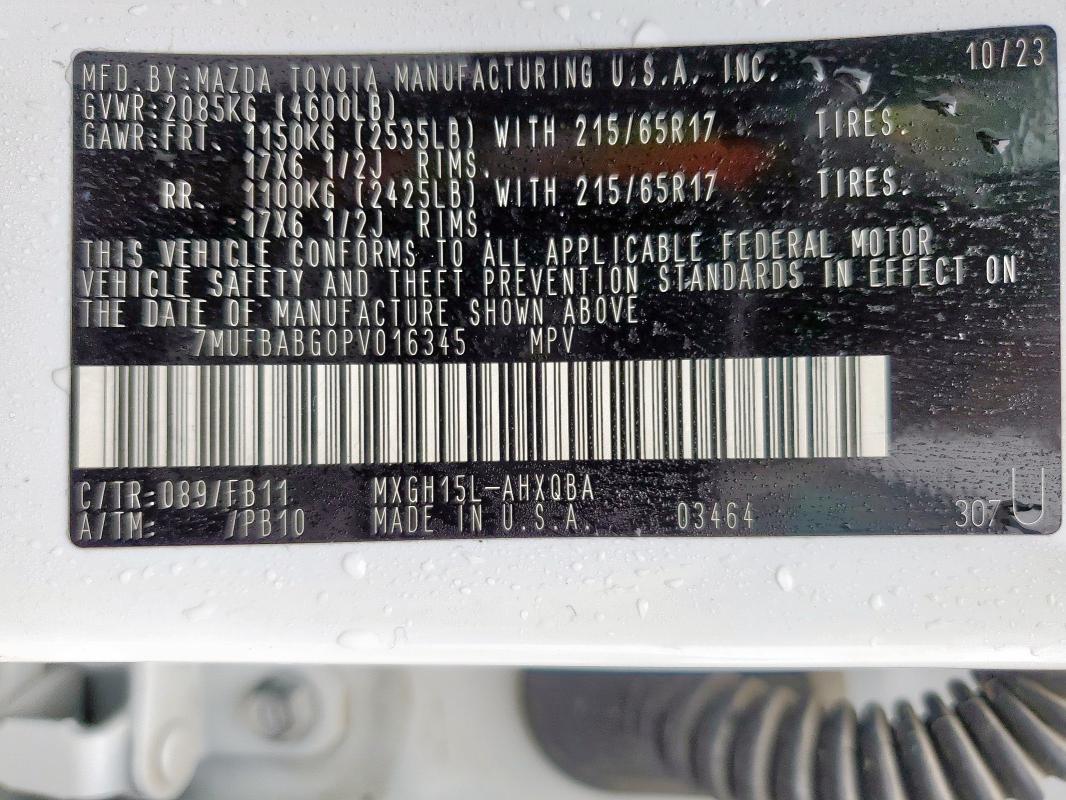 10/23
MFD. BY: MAZDA TOYOTA MANUFACTURING U.S.A, INC.
GVWR: 2085KG (4600LB)
GAWR: FRT. 1150KG (2535LB) WITH 215/65R17 TIRES.
17X6 1/2J RIMS.
RR. 1100KG (2425LB) WITH 215/65R17 TIRES.
17X6 1/2J RIMS.
THIS VEHICLE CONFORMS TO ALL APPLICABLE FEDERAL MOTOR
VEHICLE SAFETY AND THEFT PREVENTION STANDARDS IN EFFECT ON
THE DATE OF MANUFACTURE SHOWN ABOVE
7MUFBABG0PV016345 MPV
C/TR: 089/FB11 MXGH15L-AHXQBA
A/TM: /PB10 MADE IN U.S.A. 03464 307 U